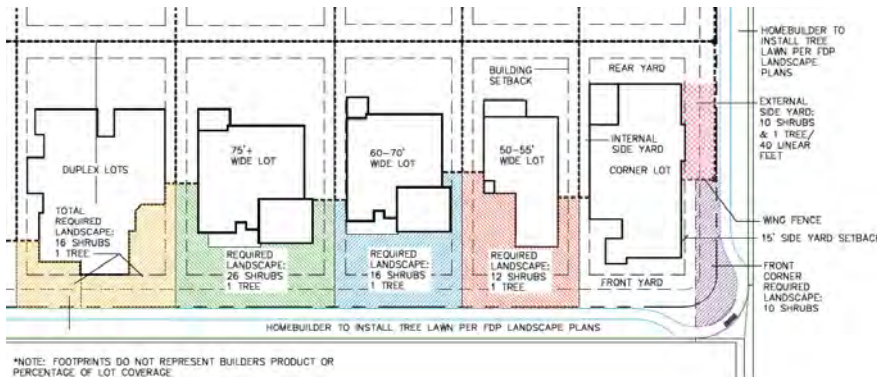 HOMEBUILDER TO
INSTALL TREE
LAWN PER FDP
LANDSCAPE
PLANS
BUILDING
SETBACK
REAR YARD
EXTERNAL
SIDE YARD:
10 SHRUBS
& 1 TREE/
40 LINEAR
FEET
DUPLEX LOTS
75'+
WIDE LOT
60-70'
WIDE LOT
50-55'
WIDE LOT
INTERNAL
SIDE YARD
CORNER LOT
TOTAL
REQUIRED
LANDSCAPE:
16 SHRUBS
1 TREE
REQUIRED
LANDSCAPE:
26 SHRUBS
1 TREE
REQUIRED
LANDSCAPE:
16 SHRUBS
1 TREE
REQUIRED
LANDSCAPE:
12 SHRUBS
1 TREE
FRONT YARD
WING FENCE
15' SIDE YARD SETBACK
FRONT
CORNER
REQUIRED
LANDSCAPE:
10 SHRUBS
HOMEBUILDER TO INSTALL TREE LAWN PER FDP LANDSCAPE PLANS
*NOTE: FOOTPRINTS DO NOT REPRESENT BUILDERS PRODUCT OR
PERCENTAGE OF LOT COVERAGE